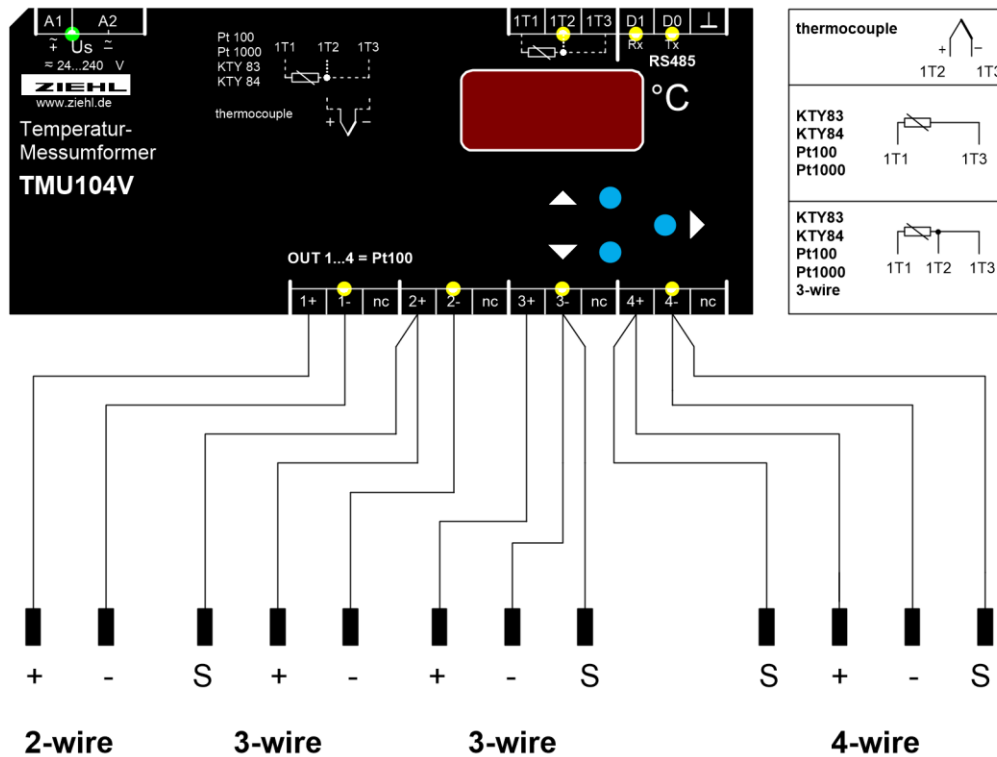 A1 A2
~
+ Us ~
-
≂ 24...240 V
ZIEHL
www.ziehl.de
Temperatur-
Messumformer
TMU104V
Pt 100
Pt 1000
KTY 83
KTY 84
1T1 1T2 1T3
thermocouple
+ −
1T1 1T2 1T3 D1 D0 ⊥
Rx Tx
RS485
°C
OUT 1...4 = Pt100
1+ 1- nc 2+ 2- nc 3+ 3- nc 4+ 4- nc
thermocouple
+ −
1T2 1T3
KTY83
KTY84
Pt100
Pt1000
1T1 1T3
KTY83
KTY84
Pt100
Pt1000
3-wire
1T1 1T2 1T3
+ - S + - + - S S + - S
2-wire 3-wire 3-wire 4-wire